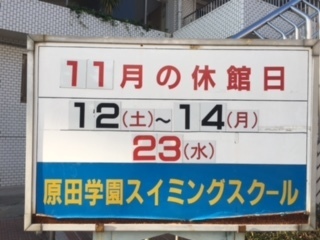 11月の休館日
12(土)~14(月)
23(水)
原田学園スイミングスクール